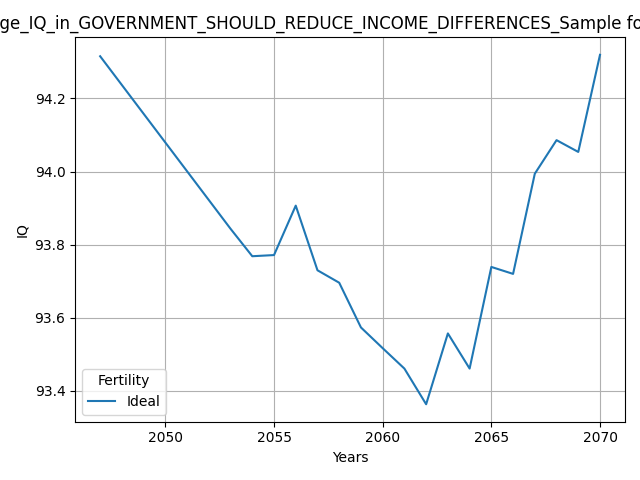 ge_IQ_in_GOVERNMENT_SHOULD_REDUCE_INCOME_DIFFERENCES_Sample fo
94.2
94.0
93.8
93.6
93.4
IQ
Fertility
Ideal
2050 2055 2060 2065 2070
Years